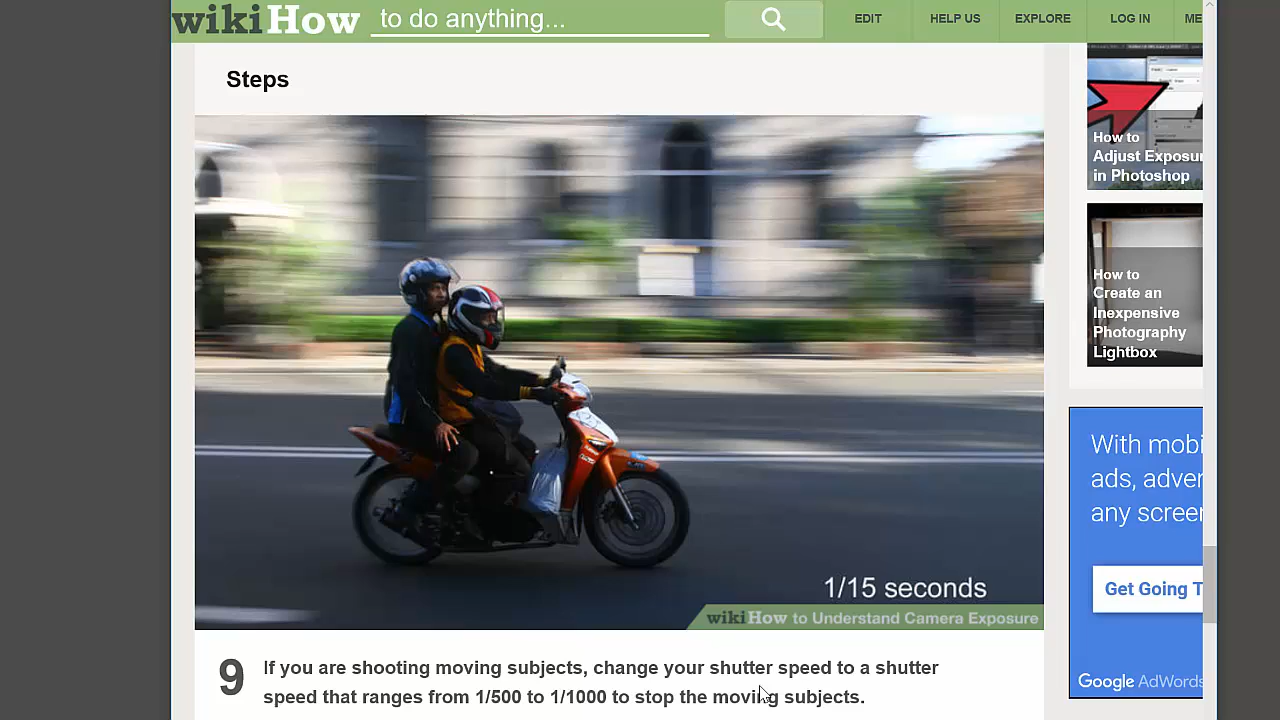 wikiHow to do anything...
EDIT HELP US EXPLORE LOG IN ME
Steps
How to
Adjust Exposu
in Photoshop
How to
Create an
Inexpensive
Photography
Lightbox
With mobi
ads, adver
any screen
Get Going T
Google AdWords
1/15 seconds
wikiHow to Understand Camera Exposure
9 If you are shooting moving subjects, change your shutter speed to a shutter
speed that ranges from 1/500 to 1/1000 to stop the moving subjects.